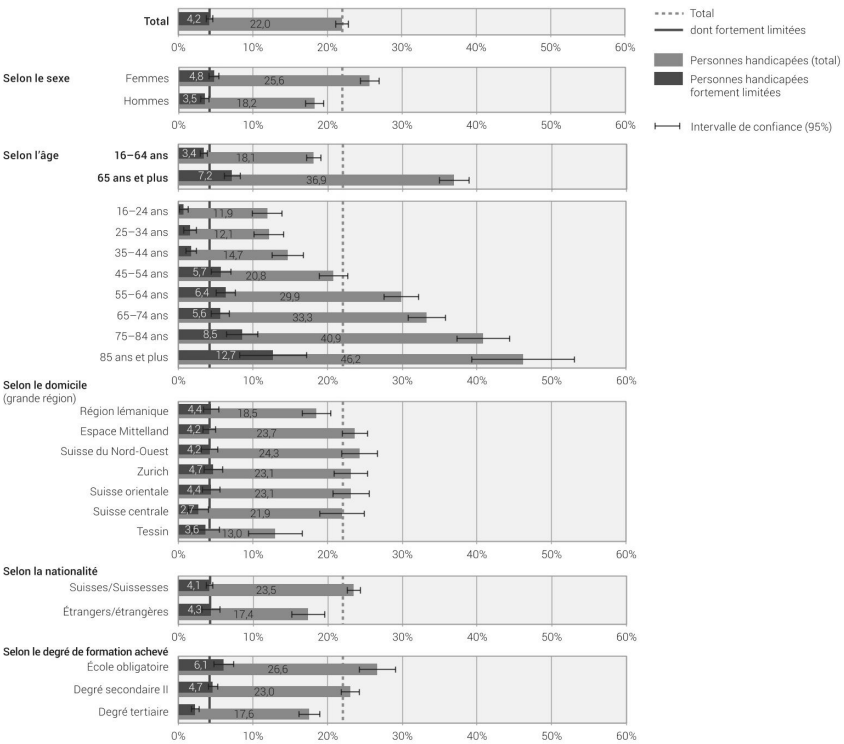 Total 4,2 22,0
0% 10% 20% 30% 40% 50% 60%
Total
dont fortement limitées
Personnes handicapées (total)
Personnes handicapées
fortement limitées
Intervalle de confiance (95%)
Selon le sexe
Femmes 4,8 25,6
Hommes 3,5 18,2
0% 10% 20% 30% 40% 50% 60%
Selon l'âge
16–64 ans 3,4 18,1
65 ans et plus 7,2 36,9
16–24 ans 11,9
25–34 ans 12,1
35–44 ans 14,7
45–54 ans 5,7 20,8
55–64 ans 6,4 29,9
65–74 ans 5,6 33,3
75–84 ans 8,5 40,9
85 ans et plus 12,7 46,2
0% 10% 20% 30% 40% 50% 60%
Selon le domicile
(grande région)
Région lémanique 4,4 18,5
Espace Mittelland 4,2 23,7
Suisse du Nord-Ouest 4,2 24,3
Zurich 4,7 23,1
Suisse orientale 4,4 23,1
Suisse centrale 2,7 21,9
Tessin 3,6 13,0
0% 10% 20% 30% 40% 50% 60%
Selon la nationalité
Suisses/Suissesses 4,1 23,5
Étrangers/étrangères 4,3 17,4
0% 10% 20% 30% 40% 50% 60%
Selon le degré de formation achevé
École obligatoire 6,1 26,6
Degré secondaire II 4,7 23,0
Degré tertiaire 17,6
0% 10% 20% 30% 40% 50% 60%